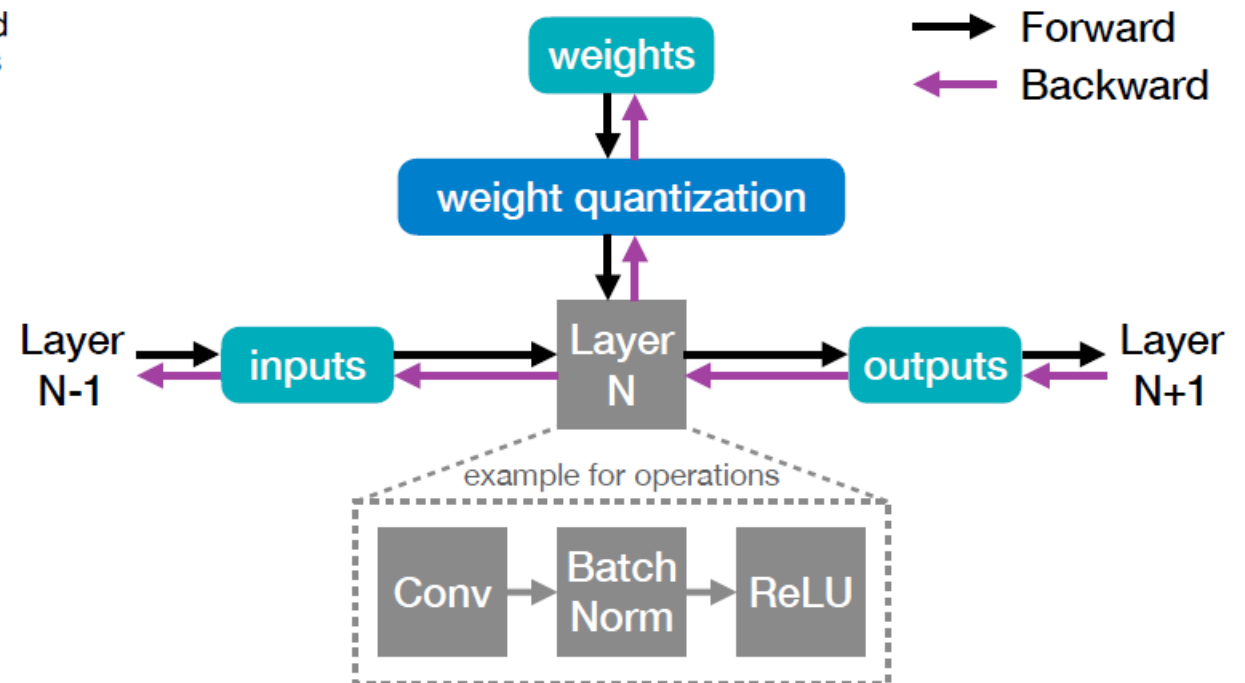 weights
Forward
Backward
weight quantization
Layer
N-1
inputs
Layer
N
outputs
Layer
N+1
example for operations
Conv
Batch
Norm
ReLU